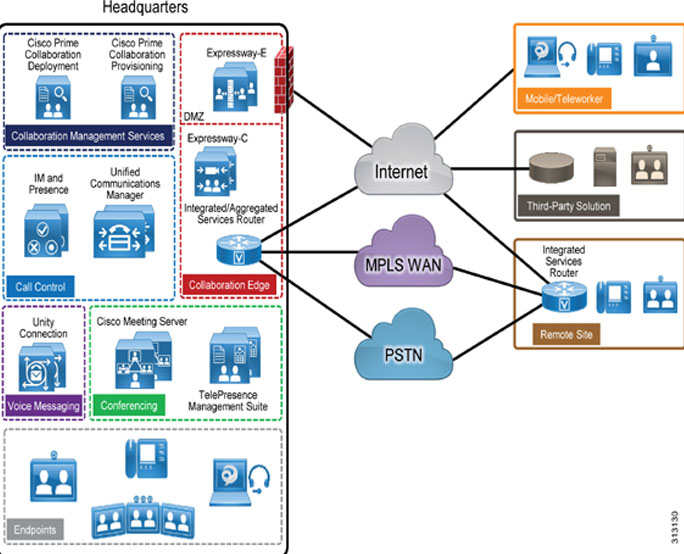 Headquarters
Cisco Prime
Collaboration
Deployment
Cisco Prime
Collaboration
Provisioning
Collaboration Management Services
Expressway-E
DMZ
Expressway-C
Integrated/Aggregated
Services Router
V
Collaboration Edge
IM and
Presence
Unified
Communications
Manager
Call Control
Unity
Connection
Voice Messaging
Cisco Meeting Server
TelePresence
Management Suite
Conferencing
Endpoints
Internet
MPLS WAN
PSTN
Mobile/Teleworker
Third-Party Solution
Integrated
Services
Router
V
Remote Site
313130